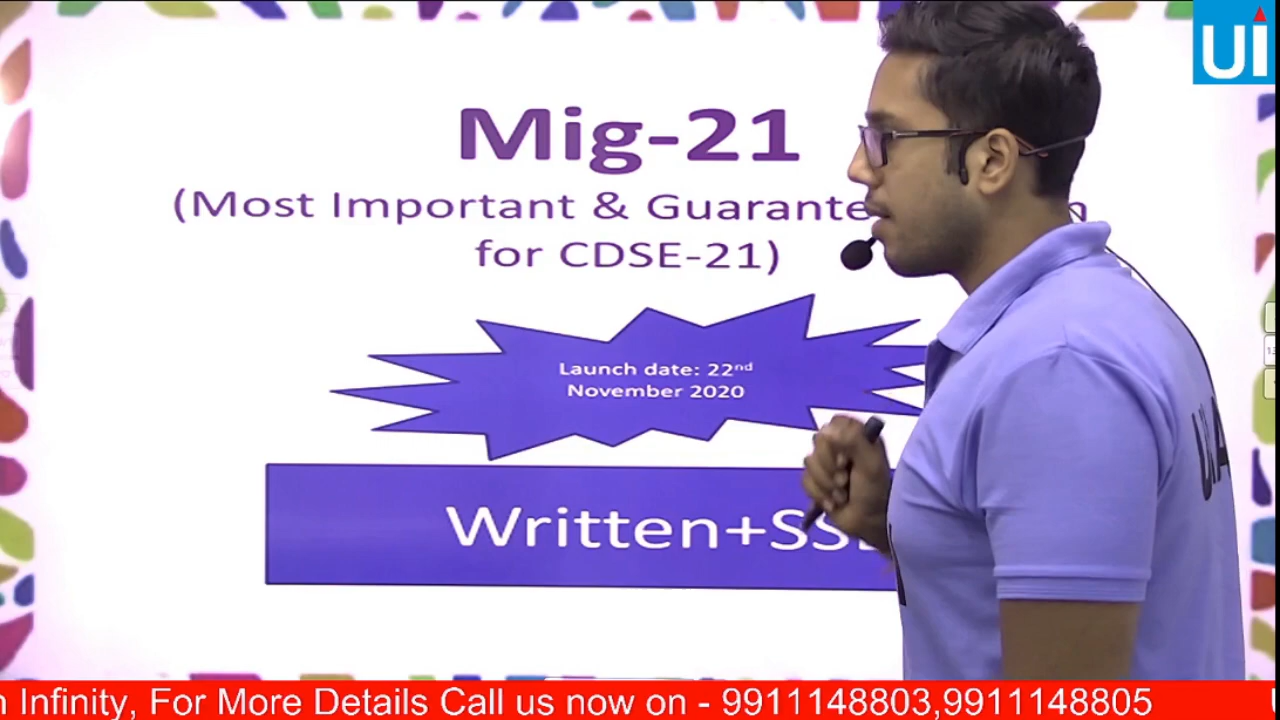 UI
Mig-21
(Most Important & Guarante
for CDSE-21)
Launch date: 22nd
November 2020
Written+SS
Infinity, For More Details Call us now on - 9911148803,9911148805